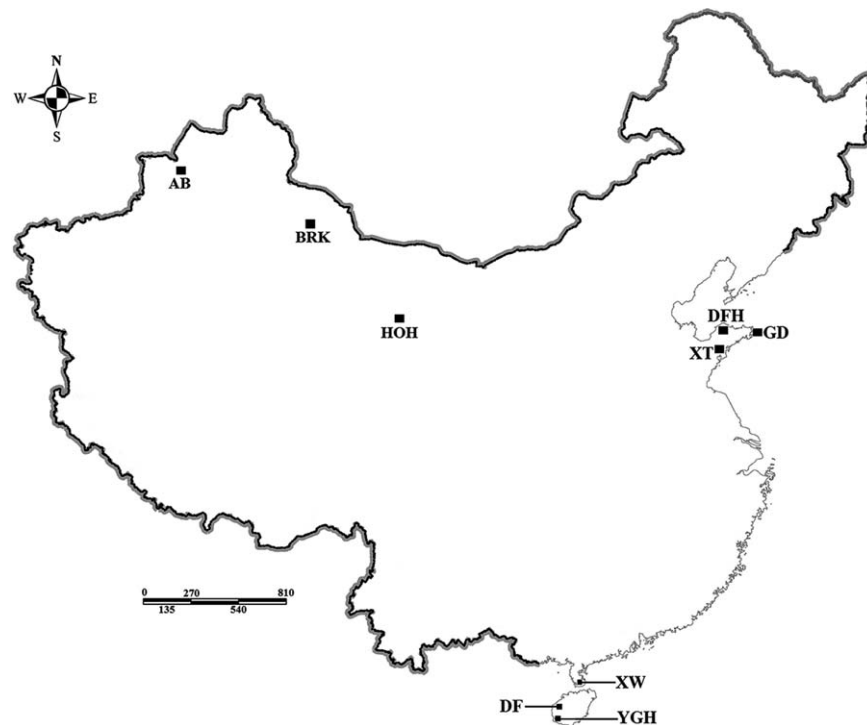 N
W E
S
AB
BRK
HOH
DFH
GD
XT
0 270 810
135 540
XW
DF
YGH